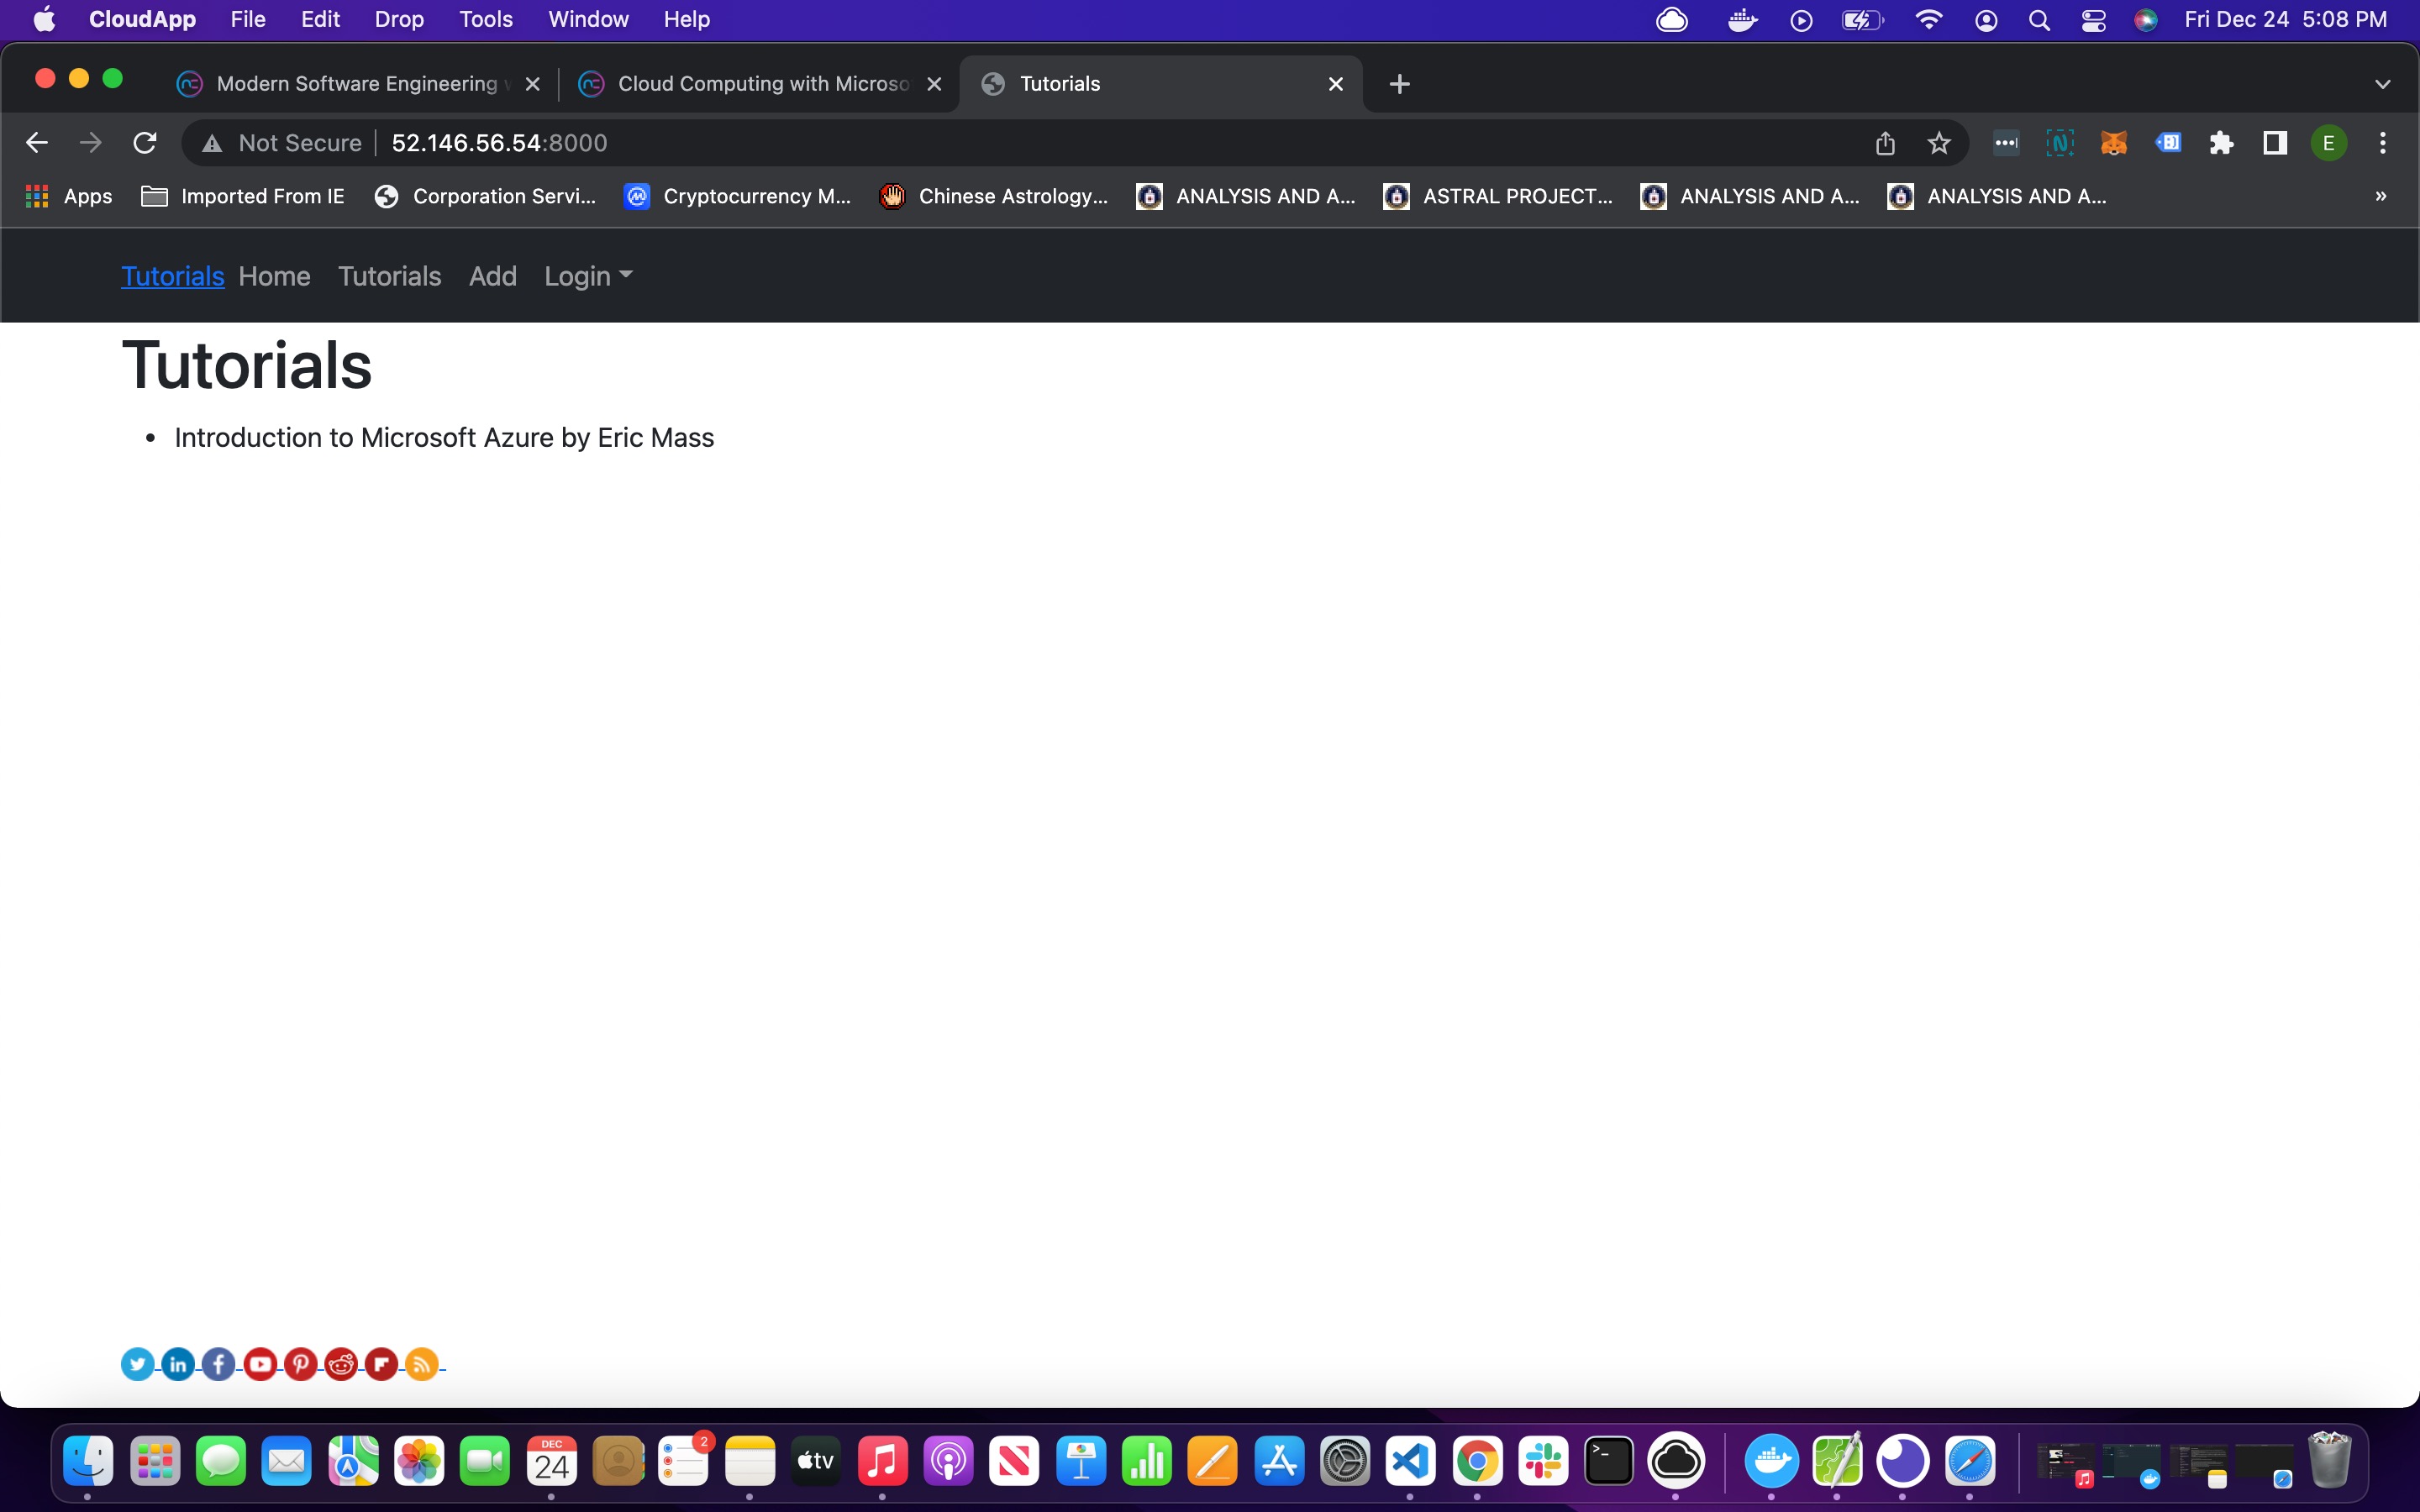 CloudApp File Edit Drop Tools Window Help Fri Dec 24 5:08 PM
Modern Software Engineering Cloud Computing with Microso Tutorials
Not Secure 52.146.56.54:8000 E
Apps Imported From IE Corporation Servi... Cryptocurrency M... Chinese Astrology... ANALYSIS AND A... ASTRAL PROJECT... ANALYSIS AND A... ANALYSIS AND A... »
Tutorials Home Tutorials Add Login
Tutorials
• Introduction to Microsoft Azure by Eric Mass
DEC
24
2
tv